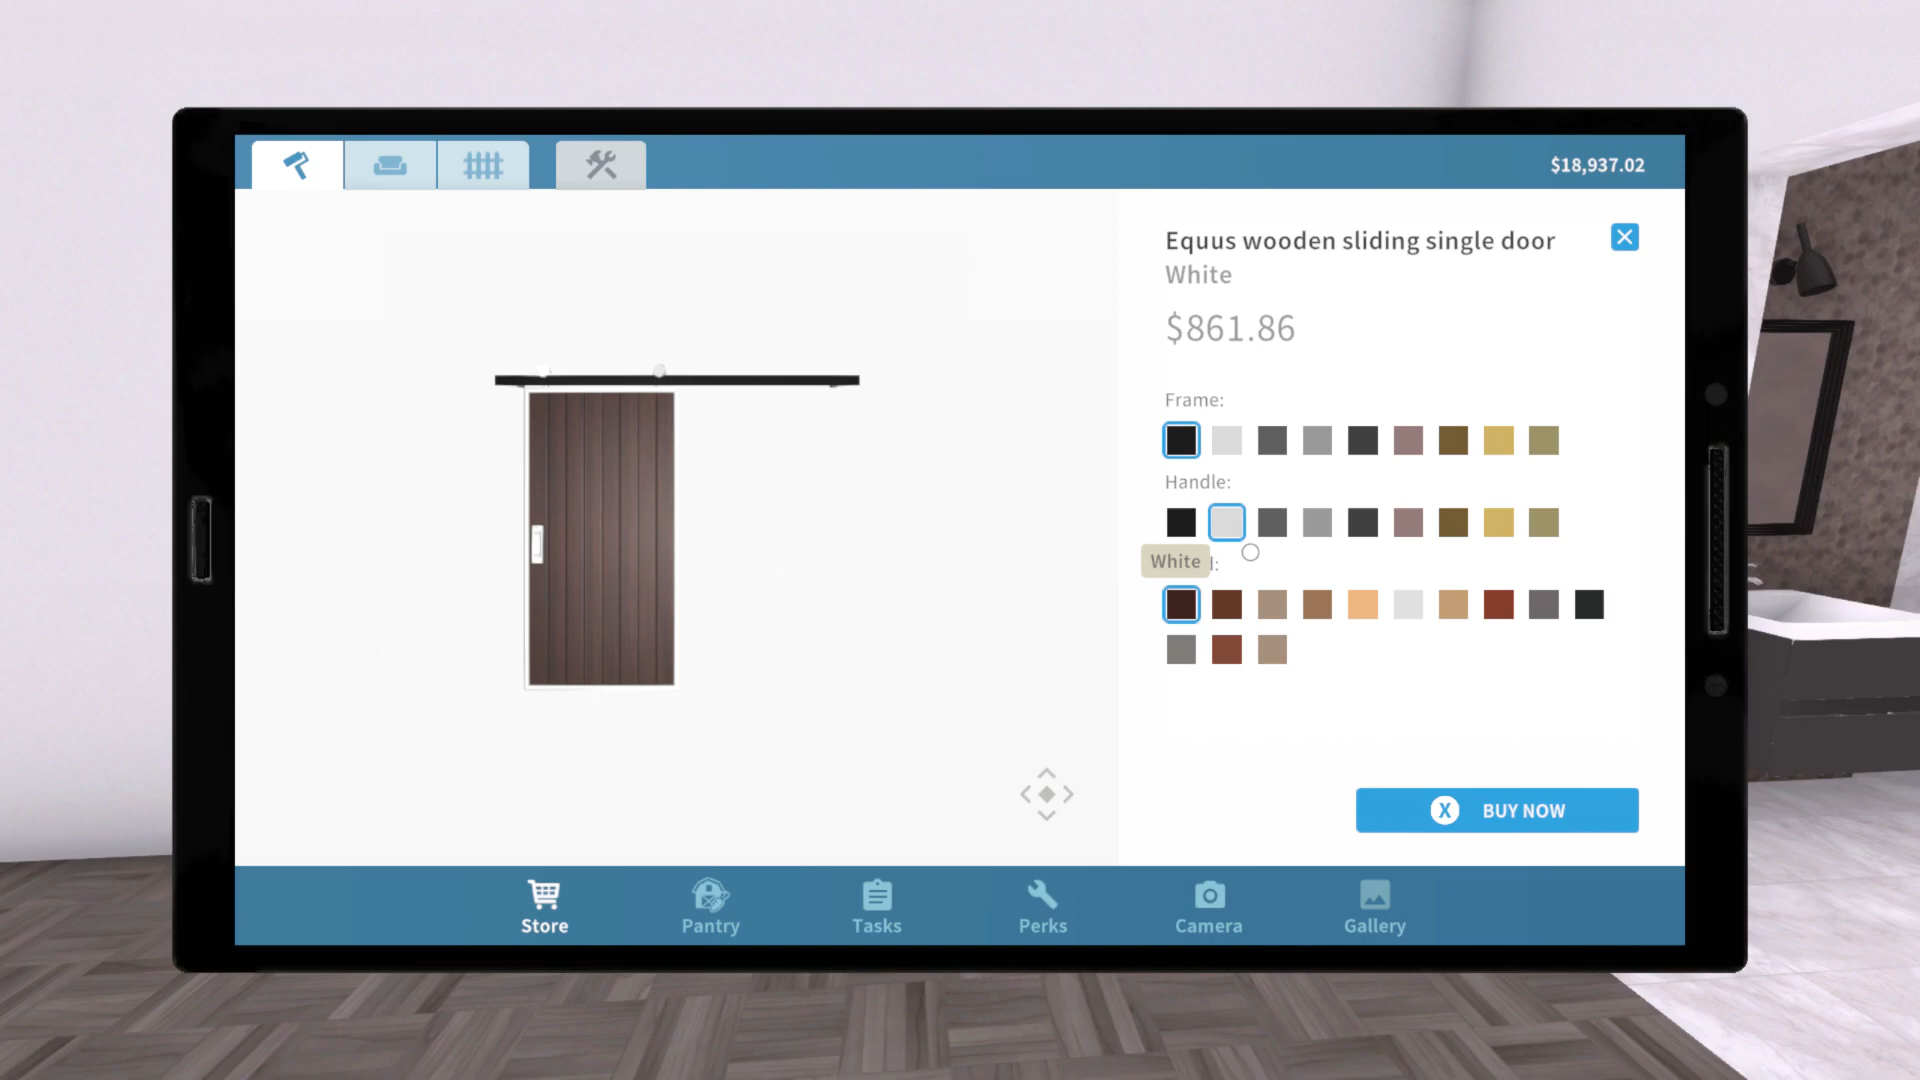 $18,937.02
Equus wooden sliding single door
White
$861.86
Frame:
Handle:
White
X BUY NOW
Store Pantry Tasks Perks Camera Gallery